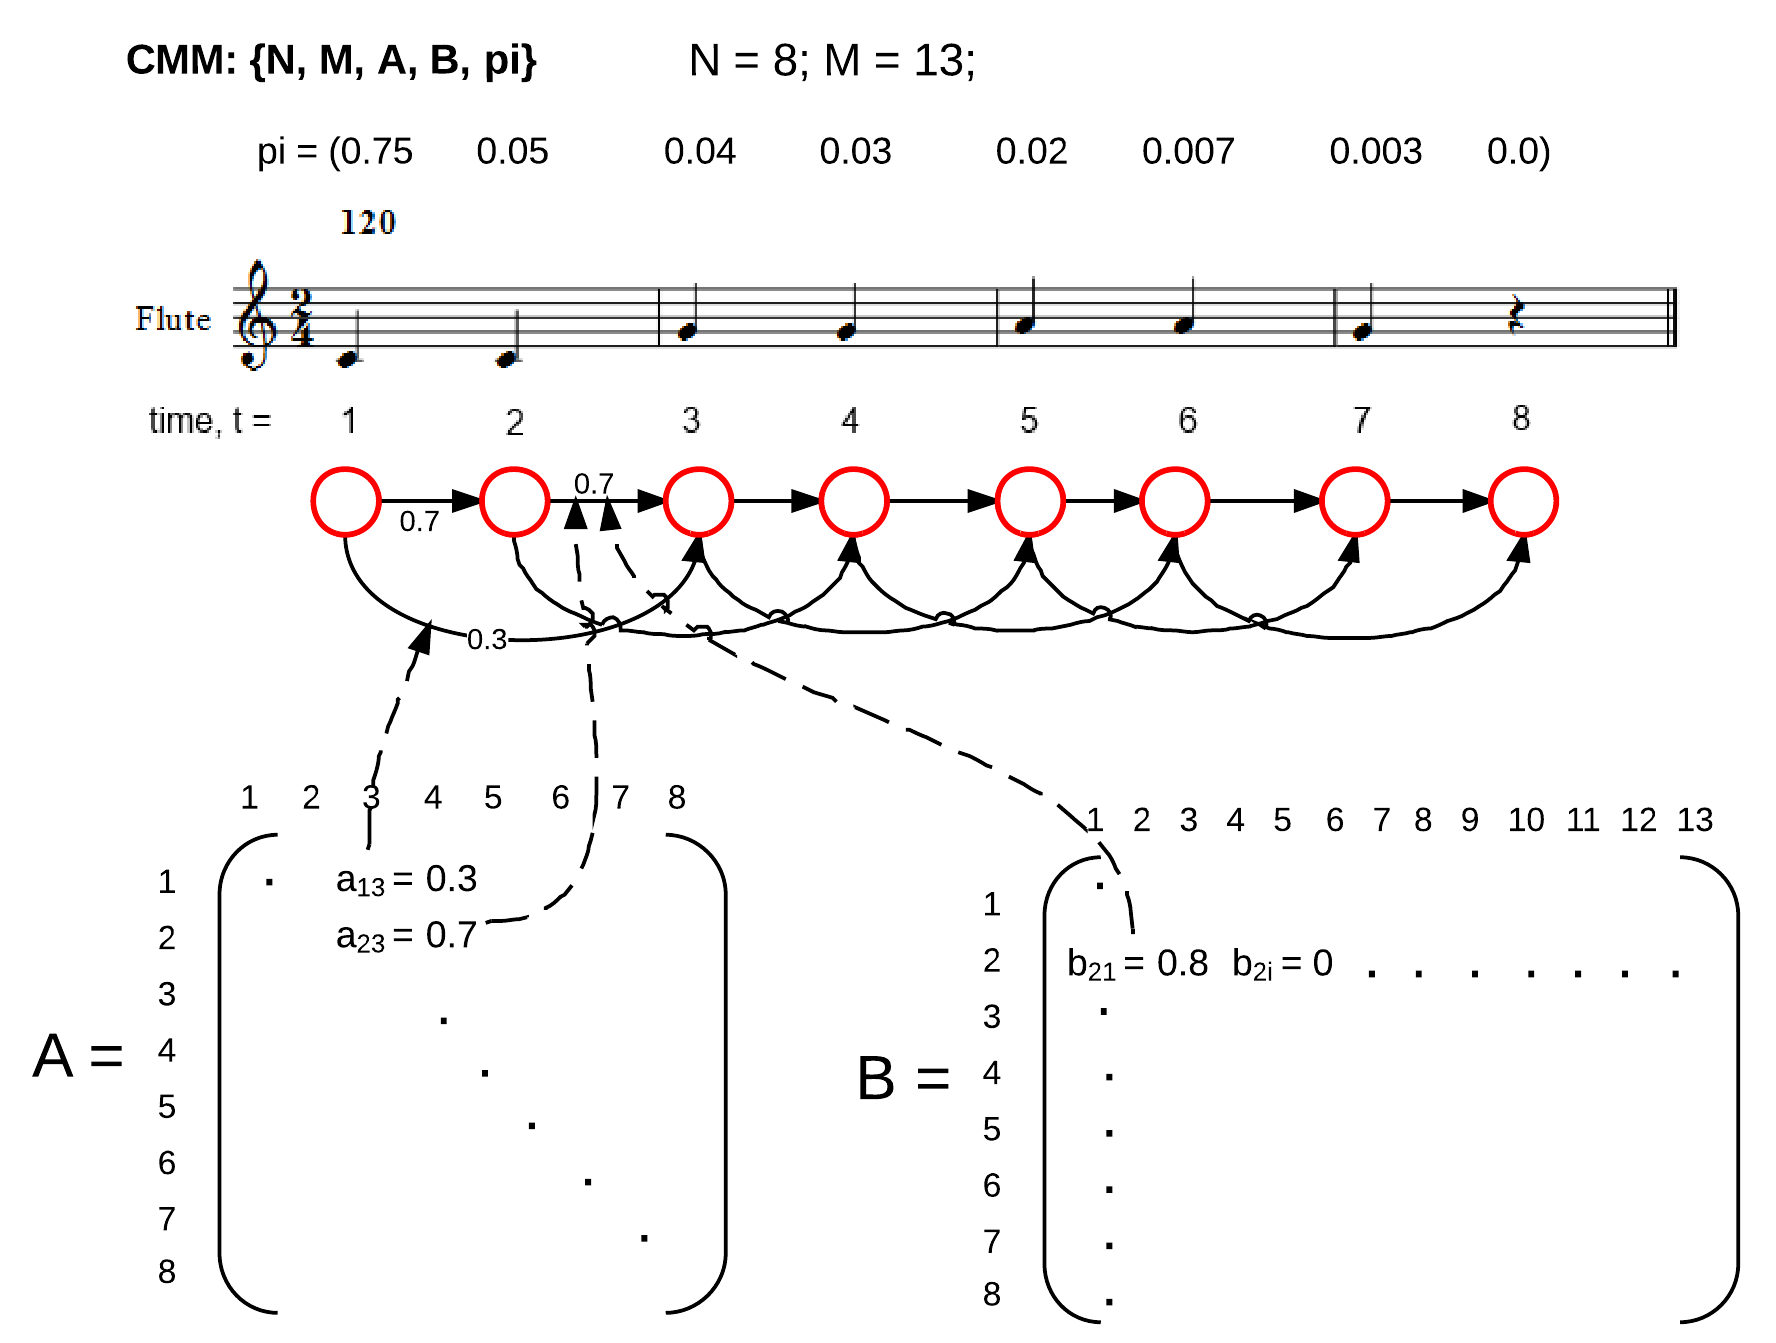 CMM: {N, M, A, B, pi} N = 8; M = 13;
pi = (0.75 0.05 0.04 0.03 0.02 0.007 0.003 0.0)
120
Flute 2 4
time, t = 1 2 3 4 5 6 7 8
0.7
0.7
0.3
1 2 3 4 5 6 7 8
1 . a13 = 0.3
2 a23 = 0.7
3 .
A = 4 .
5 .
6 .
7 .
8
1 2 3 4 5 6 7 8 9 10 11 12 13
1 .
2 b21 = 0.8 b2i = 0 . . . . . . .
3 .
B = 4 .
5 .
6 .
7 .
8 .